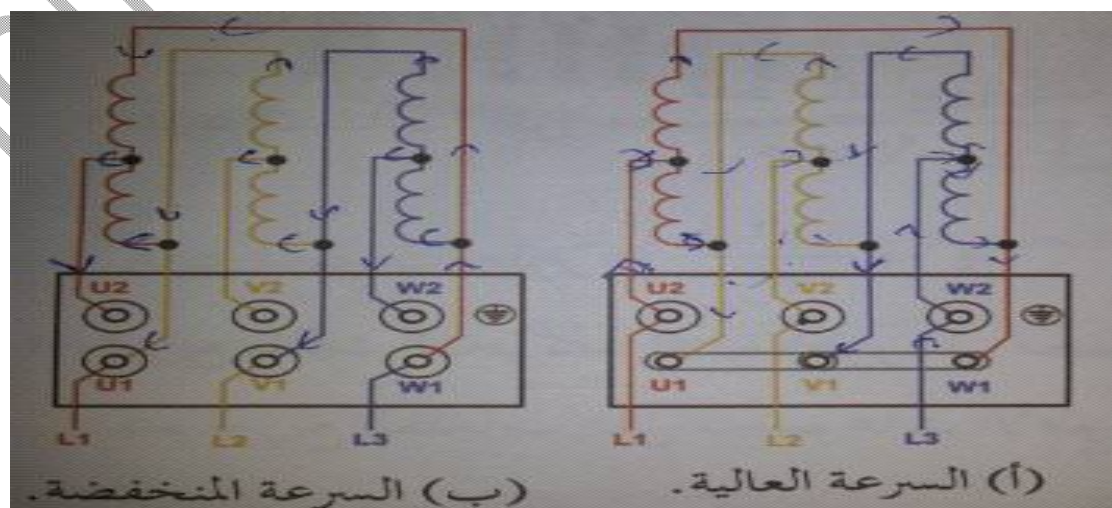 U2 V2 W2
U1 V1 W1
L1 L2 L3
(ب) السرعة المنخفضة.
U2 V2 W2
U1 V1 W1
L1 L2 L3
(أ) السرعة العالية.